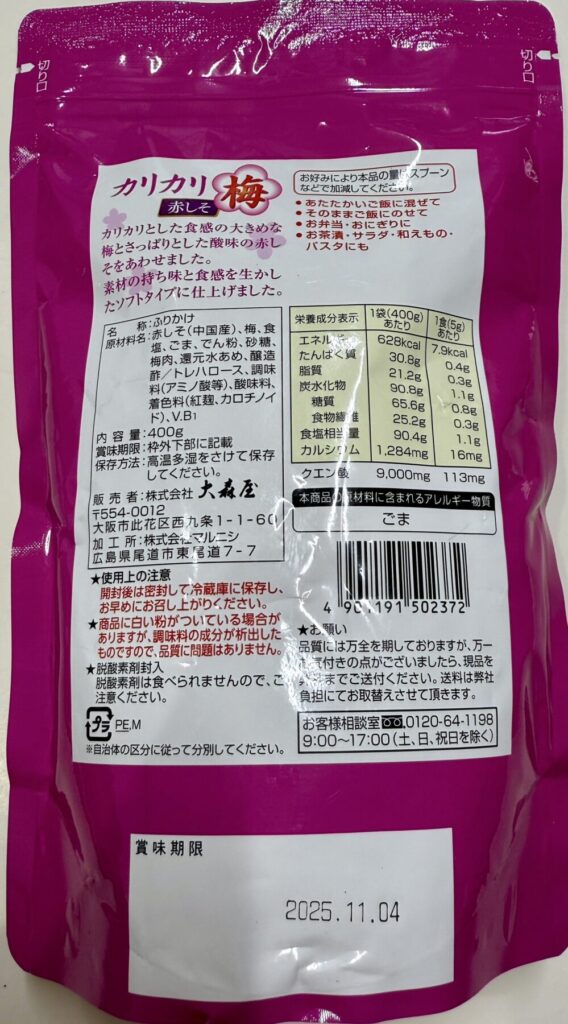 切り口
切り口
カリカリ梅
赤しそ
カリカリとした食感の大きめな
梅とさっぱりとした酸味の赤し
そをあわせました。
素材の持ち味と食感を生かし
たソフトタイプに仕上げました。
お好みにより本品の量はスプーン
などで加減してください。
●あたたかいご飯に混ぜて
●そのままご飯にのせて
●お弁当・おにぎりに
●お茶漬・サラダ・和えもの・
パスタにも
名称:ふりかけ
原材料名:赤しそ(中国産)、梅、食
塩、ごま、でん粉、砂糖、
梅肉、還元水あめ、醸造
酢/トレハロース、調味
料(アミノ酸等)、酸味料、
着色料(紅麹、カロチノイ
ド)、V.B1
内容量:400g
賞味期限:枠外下部に記載
保存方法:高温多湿をさけて保存
してください。
販売者:株式会社 大森屋
〒554-0012
大阪市此花区西九条1-1-60
加工所:株式会社マルニシ
広島県尾道市東尾道7-7
栄養成分表示 1袋(400g)あたり 1食(5g)あたり
エネルギー 628kcal 7.9kcal
たんぱく質 30.8g 0.4g
脂質 21.2g 0.3g
炭水化物 90.8g 1.1g
糖質 65.6g 0.8g
食物繊維 25.2g 0.3g
食塩相当量 90.4g 1.1g
カルシウム 1,284mg 16mg
クエン酸 9,000mg 113mg
本商品の原材料に含まれるアレルギー物質
ごま
4 901191 502372
★使用上の注意
開封後は密封して冷蔵庫に保存し、
お早めにお召し上がりください。
★商品に白い粉がついている場合が
ありますが、調味料の成分が析出した
ものですので、品質に問題はありません。
★脱酸素剤封入
脱酸素剤は食べられませんので、ご
注意ください。
プラ PE,M
※自治体の区分に従って分別してください。
★お願い
品質には万全を期しておりますが、万一
お気付きの点がございましたら、現品を
までご送付ください。送料は弊社
負担にてお取替えさせて頂きます。
お客様相談室 0120-64-1198
9:00〜17:00(土、日、祝日を除く)
賞味期限
2025.11.04